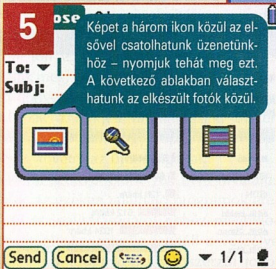 5
ose
Képet a három ikon közül az el-
sővel csatolhatunk üzenetünk-
höz – nyomjuk tehát meg ezt.
A következő ablakban választ-
hatunk az elkészült fotók közül.
To:
Subj:
Send Cancel 1/1